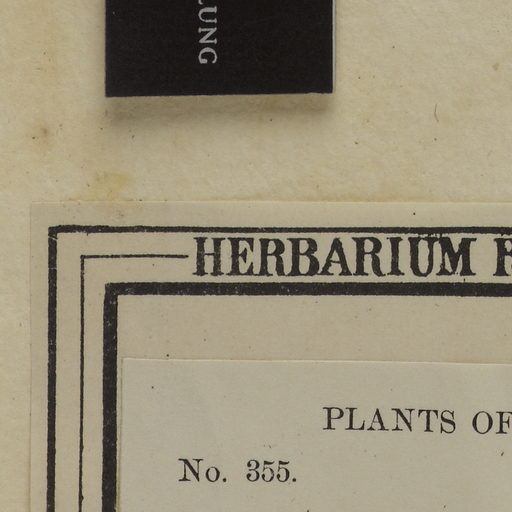 LUNG
HERBARIUM
PLANTS OF
No. 355.